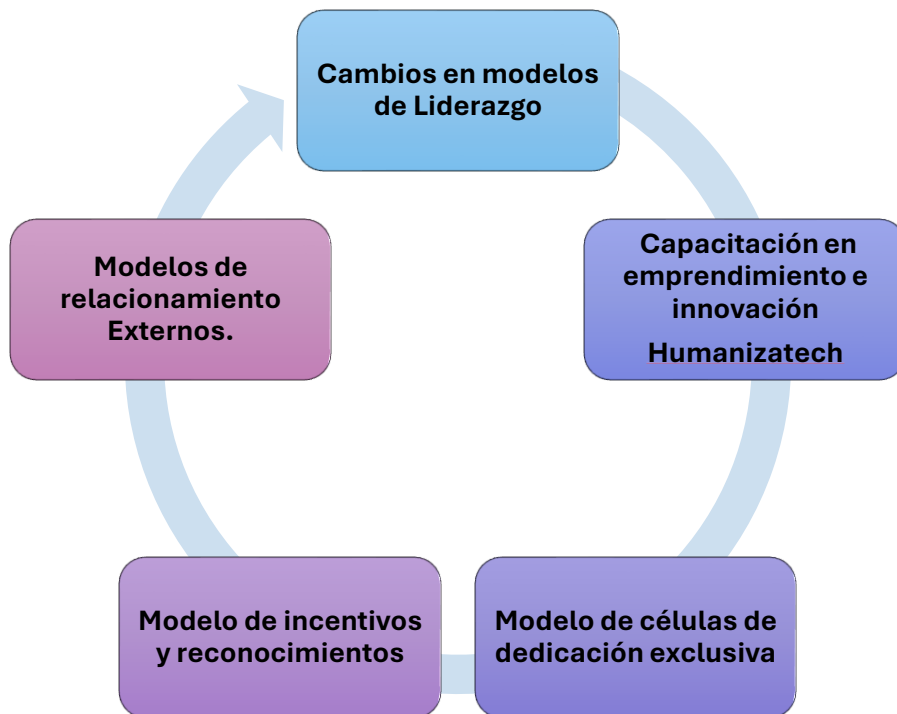 Cambios en modelos
de Liderazgo
Capacitación en
emprendimiento e
innovación
Humanizatech
Modelo de células de
dedicación exclusiva
Modelo de incentivos
y reconocimientos
Modelos de
relacionamiento
Externos.